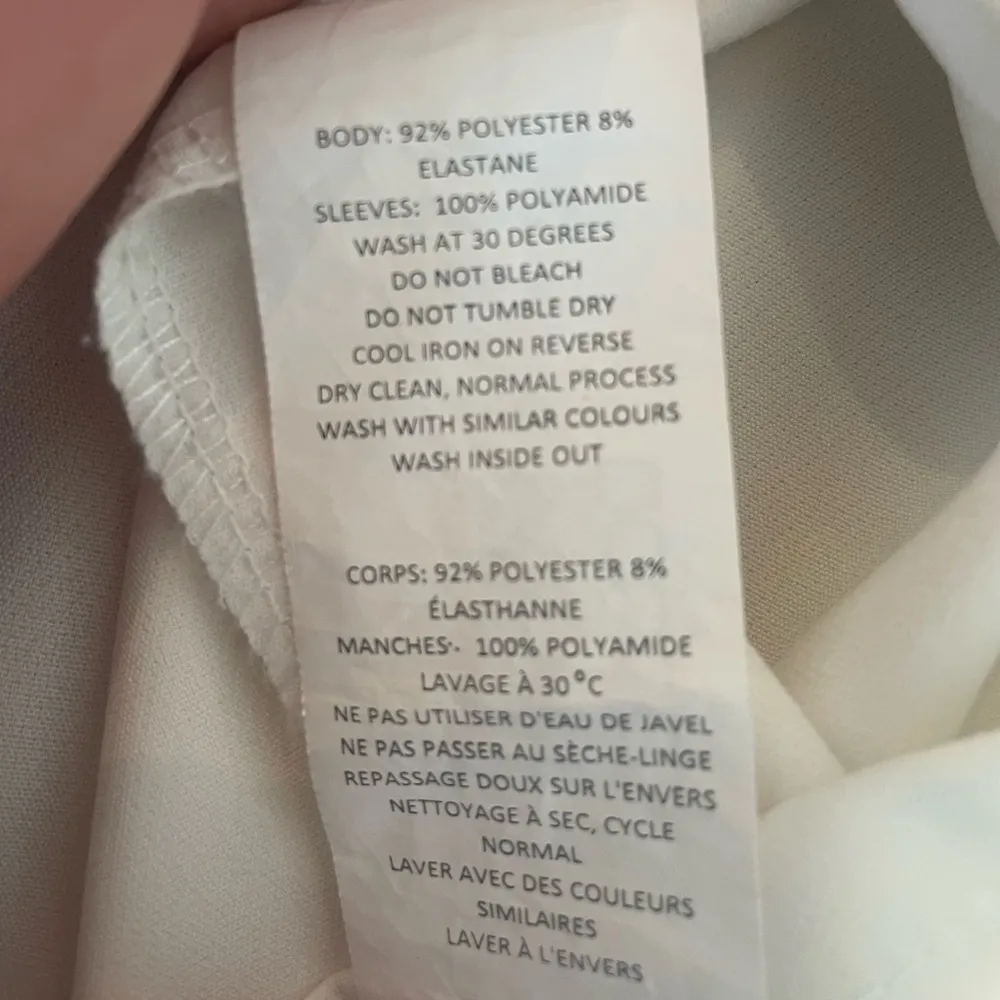 BODY: 92% POLYESTER 8%
ELASTANE
SLEEVES: 100% POLYAMIDE
WASH AT 30 DEGREES
DO NOT BLEACH
DO NOT TUMBLE DRY
COOL IRON ON REVERSE
DRY CLEAN, NORMAL PROCESS
WASH WITH SIMILAR COLOURS
WASH INSIDE OUT
CORPS: 92% POLYESTER 8%
ÉLASTHANNE
MANCHES: 100% POLYAMIDE
LAVAGE À 30°C
NE PAS UTILISER D'EAU DE JAVEL
NE PAS PASSER AU SÈCHE-LINGE
REPASSAGE DOUX SUR L'ENVERS
NETTOYAGE À SEC, CYCLE
NORMAL
LAVER AVEC DES COULEURS
SIMILAIRES
LAVER À L'ENVERS